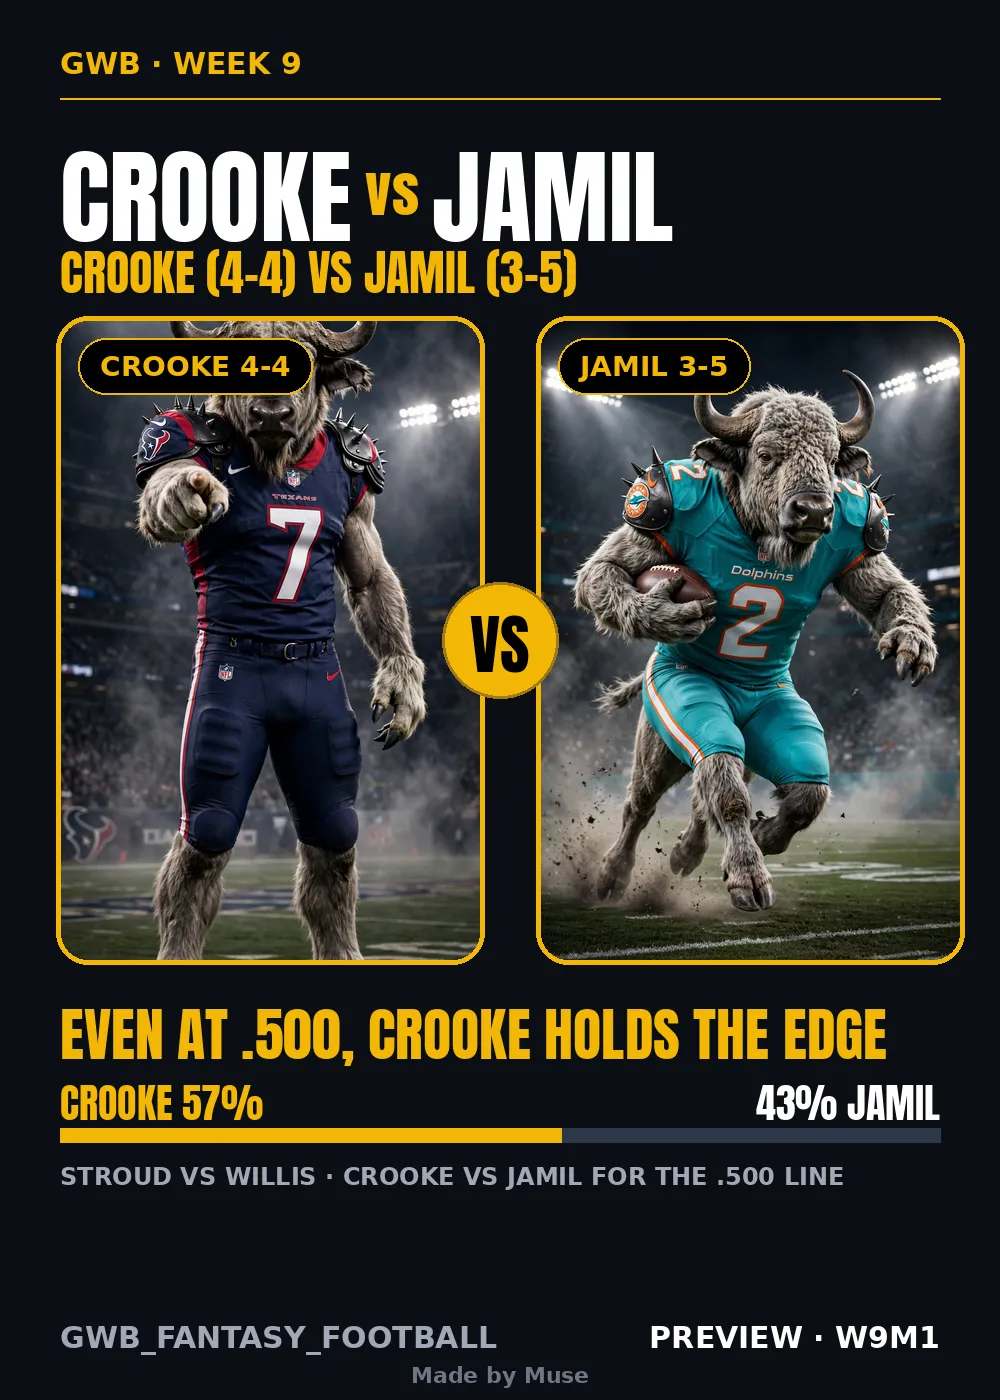 GWB · WEEK 9
CROOKE VS JAMIL
CROOKE (4-4) VS JAMIL (3-5)
CROOKE 4-4
JAMIL 3-5
TEXANS
7
2
2
Dolphins
2
VS
EVEN AT .500, CROOKE HOLDS THE EDGE
CROOKE 57%
43% JAMIL
STROUD VS WILLIS · CROOKE VS JAMIL FOR THE .500 LINE
GWB_FANTASY_FOOTBALL
PREVIEW · W9M1
Made by Muse